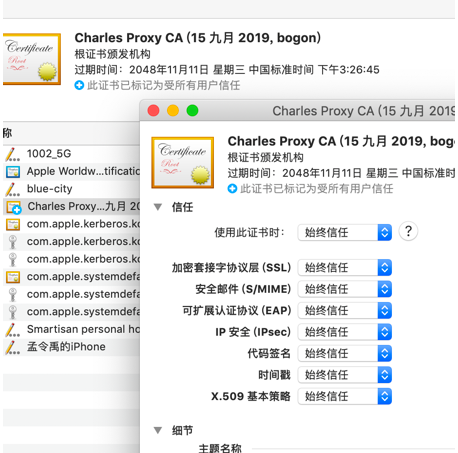 Certificate
Root
Charles Proxy CA (15 九月 2019, bogon)
根证书颁发机构
过期时间：2048年11月11日 星期三 中国标准时间 下午3:26:45
此证书已标记为受所有用户信任
称
1002_5G
Apple Worldw...tificatio
blue-city
Charles Proxy...九月 20
com.apple.kerberos.kd
com.apple.kerberos.kd
com.apple.kerberos.kd
com.apple.systemdefa
com.apple.systemdefa
com.apple.systemdefa
Smartisan personal ho
孟令禹的iPhone
Charles Proxy CA (15 九月 2019
Certificate
Root
Charles Proxy CA (15 九月 2019, bogo
根证书颁发机构
过期时间：2048年11月11日 星期三 中国标准时
此证书已标记为受所有用户信任
信任
使用此证书时： 始终信任 ?
加密套接字协议层 (SSL) 始终信任
安全邮件 (S/MIME) 始终信任
可扩展认证协议 (EAP) 始终信任
IP 安全 (IPsec) 始终信任
代码签名 始终信任
时间戳 始终信任
X.509 基本策略 始终信任
细节
主题名称